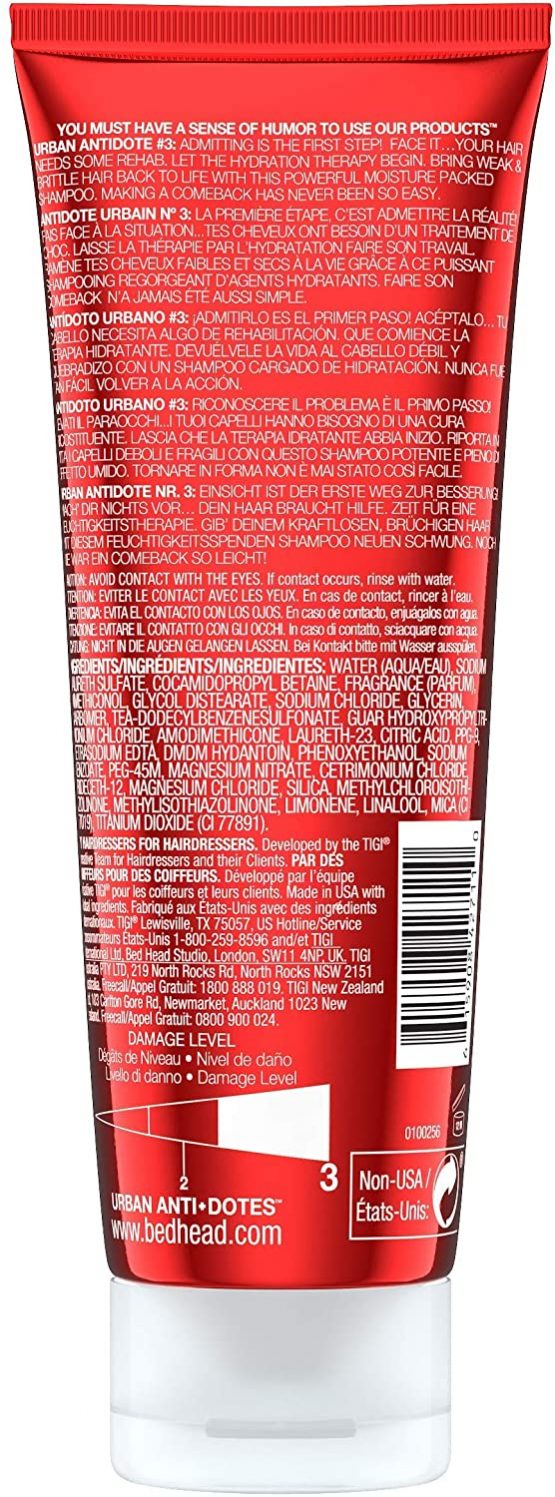 YOU MUST HAVE A SENSE OF HUMOR TO USE OUR PRODUCTS™
URBAN ANTIDOTE #3: ADMITTING IS THE FIRST STEP! FACE IT...YOUR HAIR
NEEDS SOME REHAB. LET THE HYDRATION THERAPY BEGIN. BRING WEAK &
BRITTLE HAIR BACK TO LIFE WITH THIS POWERFUL MOISTURE PACKED
SHAMPOO. MAKING A COMEBACK HAS NEVER BEEN SO EASY.
ANTIDOTE URBAIN N° 3: LA PREMIÈRE ÉTAPE, C'EST ADMETTRE LA RÉALITÉ!
FAIS FACE À LA SITUATION...TES CHEVEUX ONT BESOIN D'UN TRAITEMENT DE
CHOC. LAISSE LA THÉRAPIE PAR L'HYDRATATION FAIRE SON TRAVAIL.
RAMÈNE TES CHEVEUX FAIBLES ET SECS À LA VIE GRÂCE À CE PUISSANT
SHAMPOOING REGORGEANT D'AGENTS HYDRATANTS. FAIRE SON
COMEBACK N'A JAMAIS ÉTÉ AUSSI SIMPLE.
ANTÍDOTO URBANO #3: ¡ADMITIRLO ES EL PRIMER PASO! ACÉPTALO... TU
CABELLO NECESITA ALGO DE REHABILITACIÓN. QUE COMIENCE LA
TERAPIA HIDRATANTE. DEVUÉLVELE LA VIDA AL CABELLO DÉBIL Y
QUEBRADIZO CON UN SHAMPOO CARGADO DE HIDRATACIÓN. NUNCA FUE
TAN FÁCIL VOLVER A LA ACCIÓN.
ANTIDOTO URBANO #3: RICONOSCERE IL PROBLEMA È IL PRIMO PASSO!
LEVATI IL PARAOCCHI...I TUOI CAPELLI HANNO BISOGNO DI UNA CURA
RICOSTITUENTE. LASCIA CHE LA TERAPIA IDRATANTE ABBIA INIZIO. RIPORTA IN
VITA I CAPELLI DEBOLI E FRAGILI CON QUESTO SHAMPOO POTENTE E PIENO DI
EFFETTO UMIDO. TORNARE IN FORMA NON È MAI STATO COSÌ FACILE.
URBAN ANTIDOTE NR. 3: EINSICHT IST DER ERSTE WEG ZUR BESSERUNG!
MACH' DIR NICHTS VOR... DEIN HAAR BRAUCHT HILFE. ZEIT FÜR EINE
FEUCHTIGKEITSTHERAPIE. GIB' DEINEM KRAFTLOSEN, BRÜCHIGEN HAAR
MIT DIESEM FEUCHTIGKEITSSPENDEN SHAMPOO NEUEN SCHWUNG. NOCH
NIE WAR EIN COMEBACK SO LEICHT!
CAUTION: AVOID CONTACT WITH THE EYES. If contact occurs, rinse with water.
ATTENTION: EVITER LE CONTACT AVEC LES YEUX. En cas de contact, rincer à l'eau.
ADVERTENCIA: EVITA EL CONTACTO CON LOS OJOS. En caso de contacto, enjuágalos con agua.
ATTENZIONE: EVITARE IL CONTATTO CON GLI OCCHI. In caso di contatto, sciacquare con acqua.
ACHTUNG: NICHT IN DIE AUGEN GELANGEN LASSEN. Bei Kontakt bitte mit Wasser ausspülen.
INGREDIENTS/INGRÉDIENTS/INGREDIENTES: WATER (AQUA/EAU), SODIUM
LAURETH SULFATE, COCAMIDOPROPYL BETAINE, FRAGRANCE (PARFUM),
DIMETHICONOL, GLYCOL DISTEARATE, SODIUM CHLORIDE, GLYCERIN,
CARBOMER, TEA-DODECYLBENZENESULFONATE, GUAR HYDROXYPROPYLTRI-
MONIUM CHLORIDE, AMODIMETHICONE, LAURETH-23, CITRIC ACID, PPG-9,
TETRASODIUM EDTA, DMDM HYDANTOIN, PHENOXYETHANOL, SODIUM
BENZOATE, PEG-45M, MAGNESIUM NITRATE, CETRIMONIUM CHLORIDE,
TRIDECETH-12, MAGNESIUM CHLORIDE, SILICA, METHYLCHLOROISOTHI-
AZOLINONE, METHYLISOTHIAZOLINONE, LIMONENE, LINALOOL, MICA (CI
77019), TITANIUM DIOXIDE (CI 77891).
BY HAIRDRESSERS FOR HAIRDRESSERS. Developed by the TIGI®
Creative Team for Hairdressers and their Clients. PAR DES
COIFFEURS POUR DES COIFFEURS. Développé par l'équipe
créative TIGI® pour les coiffeurs et leurs clients. Made in USA with
global ingredients. Fabriqué aux États-Unis avec des ingrédients
internationaux. TIGI® Lewisville, TX 75057, US Hotline/Service
consommateurs États-Unis 1-800-259-8596 and/et TIGI
International Ltd, Bed Head Studio, London, SW11 4NP, UK. TIGI
Australia PTY LTD, 219 North Rocks Rd, North Rocks NSW 2151
Australia. Freecall/Appel Gratuit: 1800 888 019. TIGI New Zealand
Ltd, 103 Carlton Gore Rd, Newmarket, Auckland 1023 New
Zealand. Freecall/Appel Gratuit: 0800 900 024.
6 15908 42711 0
DAMAGE LEVEL
Dégâts de Niveau • Nivel de daño
Livello di danno • Damage Level
2
3
0100256
Non-USA /
États-Unis:
URBAN ANTI+DOTES™
www.bedhead.com